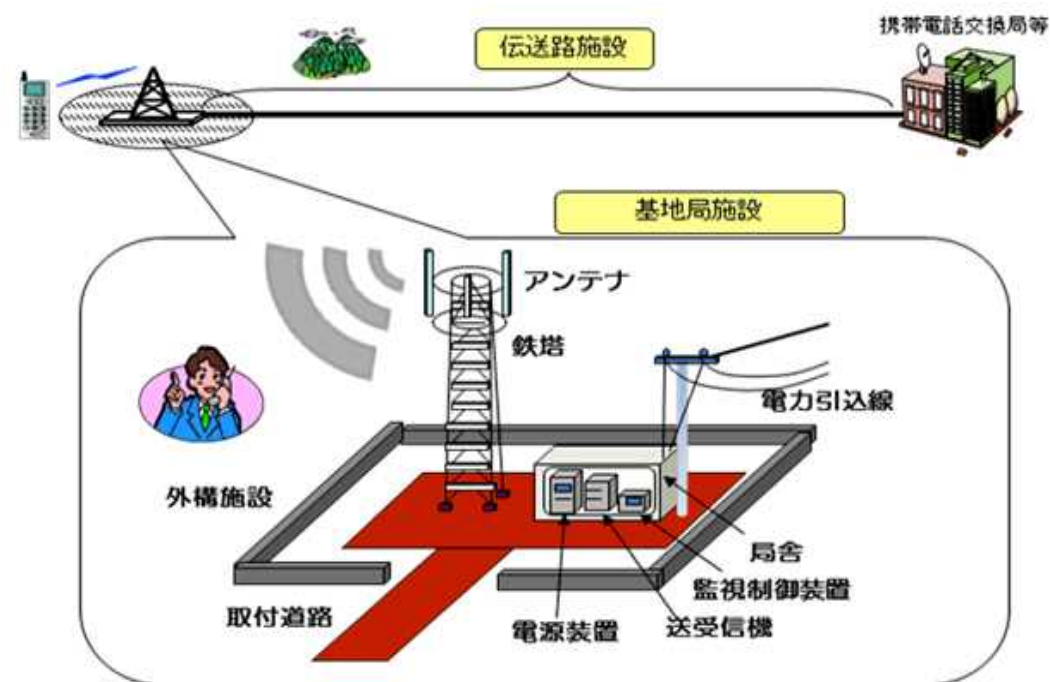 携帯電話交換局等
伝送路施設
基地局施設
アンテナ
鉄塔
電力引込線
外構施設
局舎
監視制御装置
取付道路
電源装置
送受信機